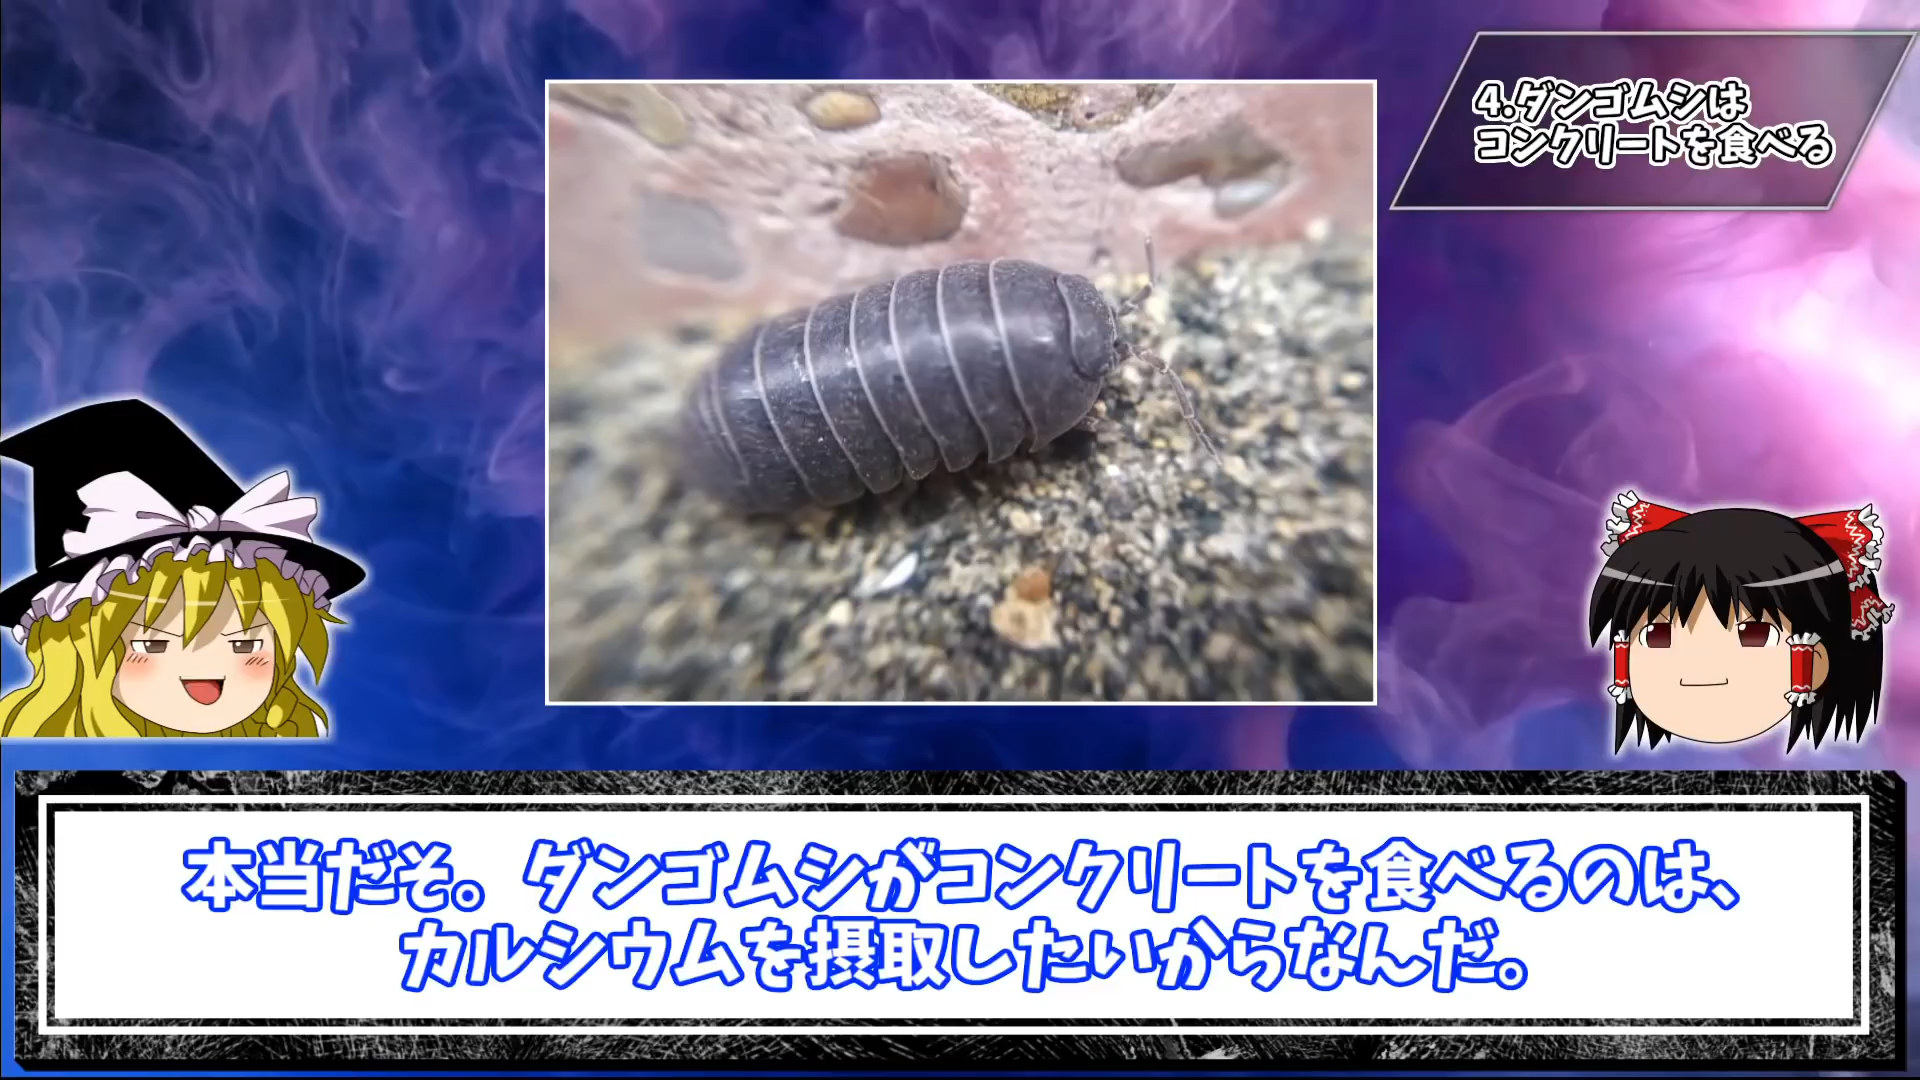 4.ダンゴムシは
コンクリートを食べる
本当だそ。ダンゴムシがコンクリートを食べるのは、
カルシウムを摂取したいからなんだ。